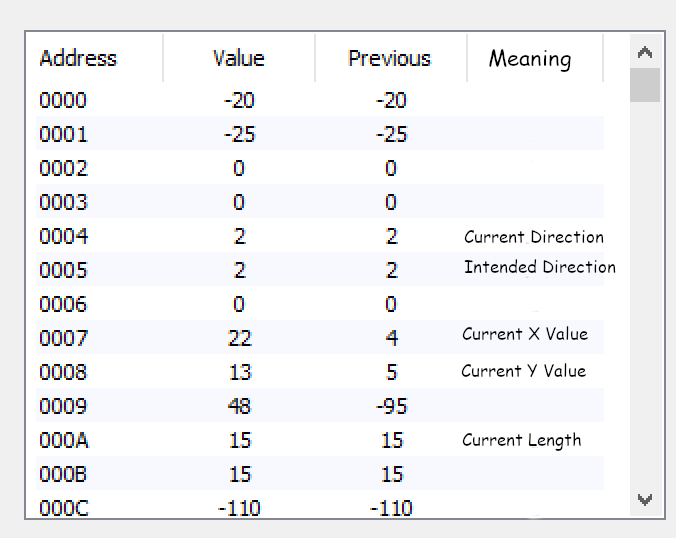 Address Value Previous Meaning
0000 -20 -20
0001 -25 -25
0002 0 0
0003 0 0
0004 2 2 Current Direction
0005 2 2 Intended Direction
0006 0 0
0007 22 4 Current X Value
0008 13 5 Current Y Value
0009 48 -95
000A 15 15 Current Length
000B 15 15
000C -110 -110